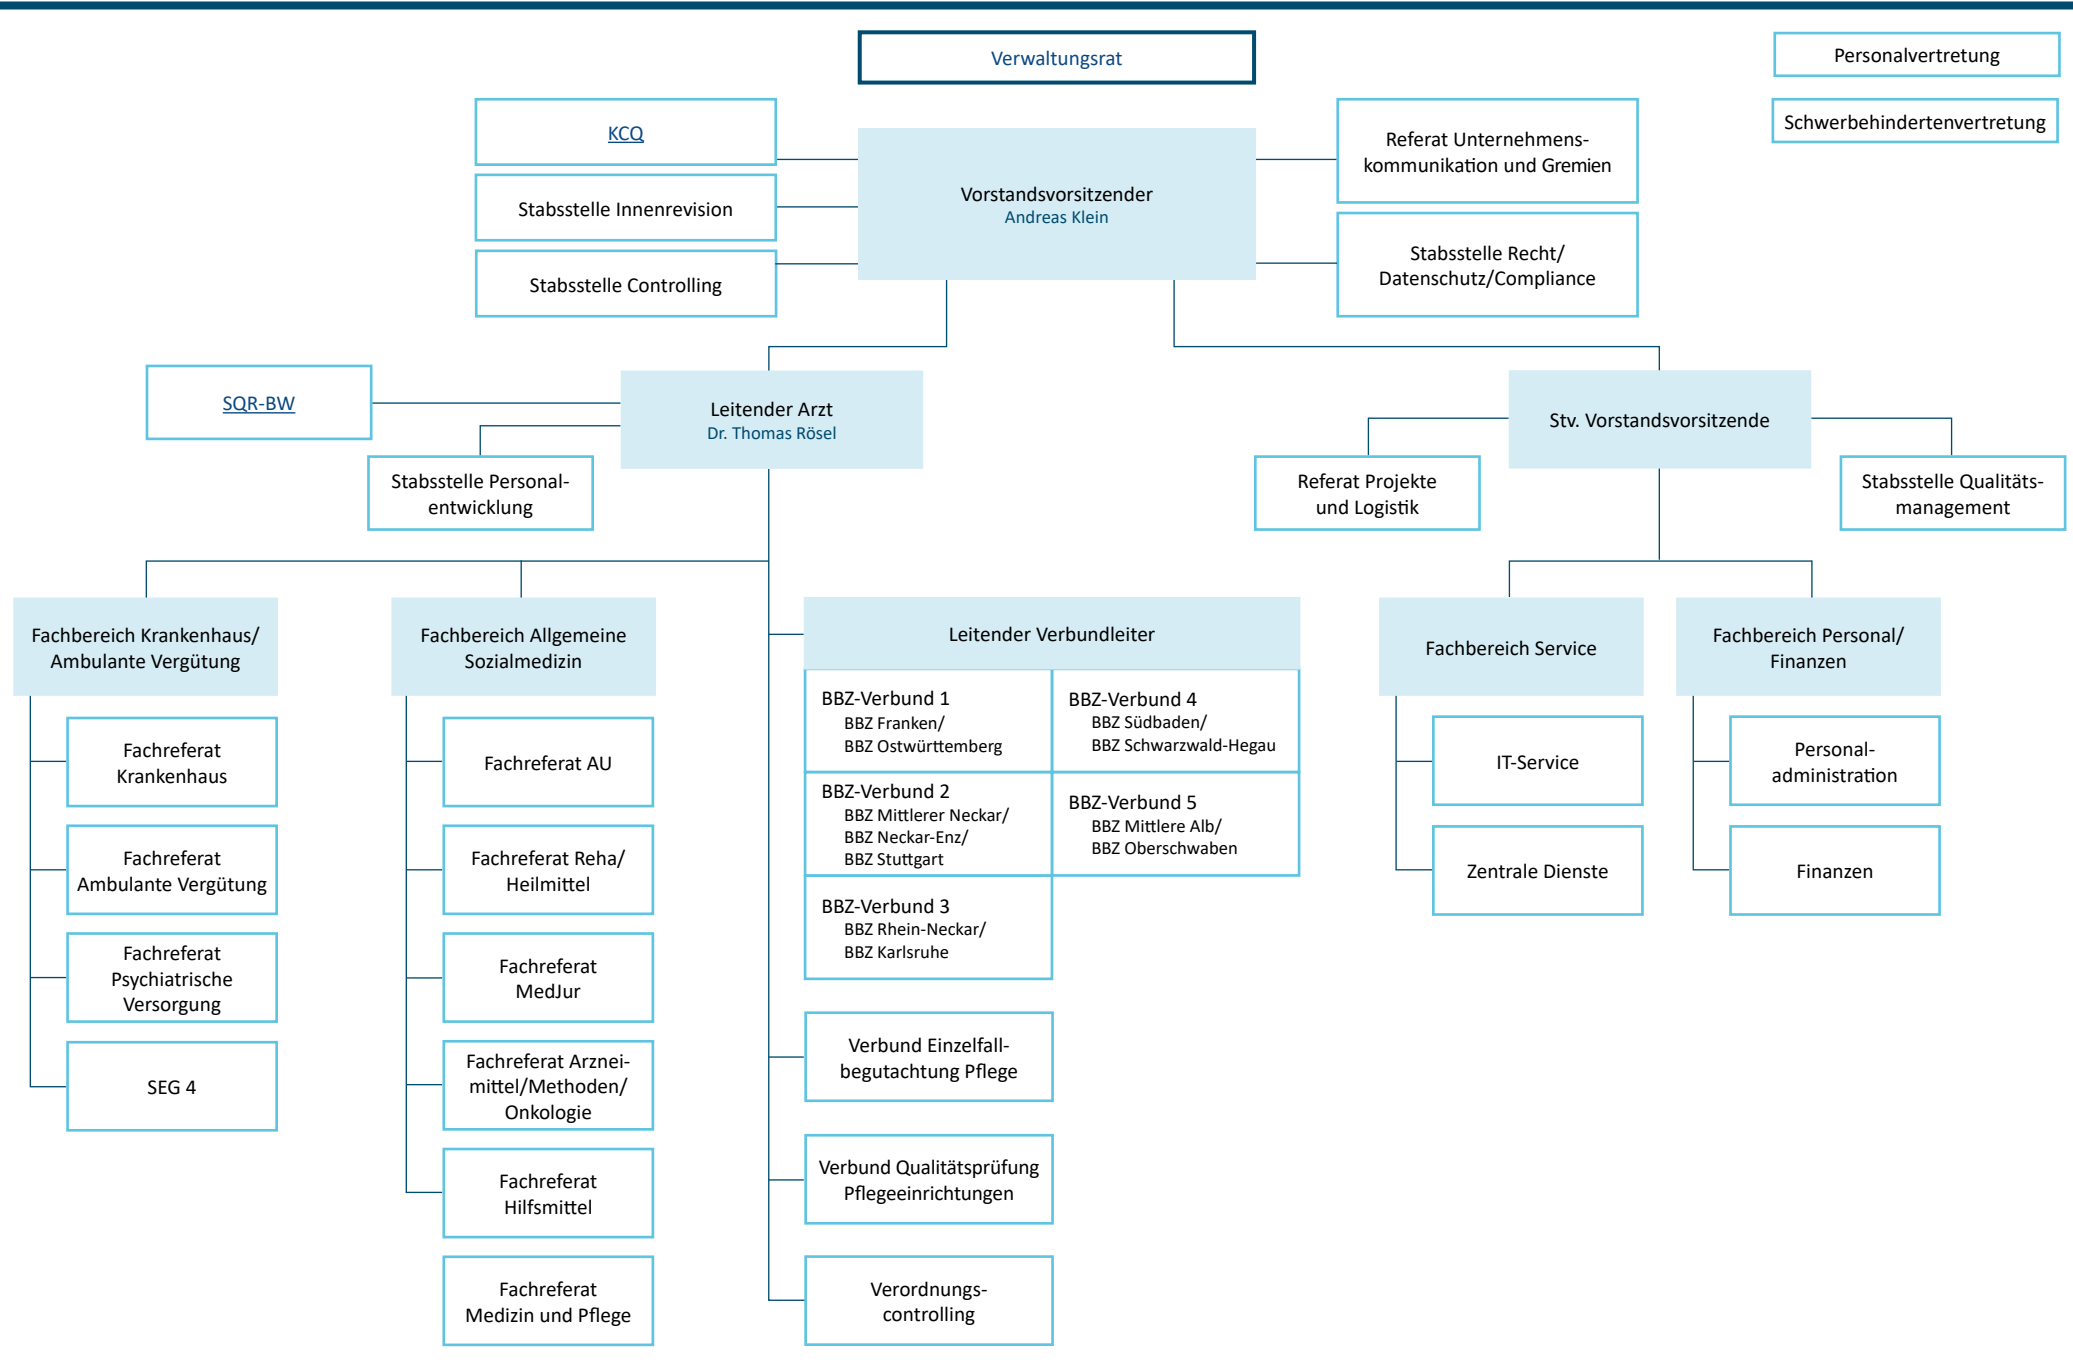 Verwaltungsrat
Personalvertretung
Schwerbehindertenvertretung
KCQ
Stabsstelle Innenrevision
Stabsstelle Controlling
Vorstandsvorsitzender
Andreas Klein
Referat Unternehmens-
kommunikation und Gremien
Stabsstelle Recht/
Datenschutz/Compliance
SQR-BW
Leitender Arzt
Dr. Thomas Rösel
Stabsstelle Personal-
entwicklung
Stv. Vorstandsvorsitzende
Referat Projekte
und Logistik
Stabsstelle Qualitäts-
management
Fachbereich Krankenhaus/
Ambulante Vergütung
Fachreferat
Krankenhaus
Fachreferat
Ambulante Vergütung
Fachreferat
Psychiatrische
Versorgung
SEG 4
Fachbereich Allgemeine
Sozialmedizin
Fachreferat AU
Fachreferat Reha/
Heilmittel
Fachreferat
MedJur
Fachreferat Arznei-
mittel/Methoden/
Onkologie
Fachreferat
Hilfsmittel
Fachreferat
Medizin und Pflege
Leitender Verbundleiter
BBZ-Verbund 1
BBZ Franken/
BBZ Ostwürttemberg
BBZ-Verbund 2
BBZ Mittlerer Neckar/
BBZ Neckar-Enz/
BBZ Stuttgart
BBZ-Verbund 3
BBZ Rhein-Neckar/
BBZ Karlsruhe
BBZ-Verbund 4
BBZ Südbaden/
BBZ Schwarzwald-Hegau
BBZ-Verbund 5
BBZ Mittlere Alb/
BBZ Oberschwaben
Verbund Einzelfall-
begutachtung Pflege
Verbund Qualitätsprüfung
Pflegeeinrichtungen
Verordnungs-
controlling
Fachbereich Service
IT-Service
Zentrale Dienste
Fachbereich Personal/
Finanzen
Personal-
administration
Finanzen